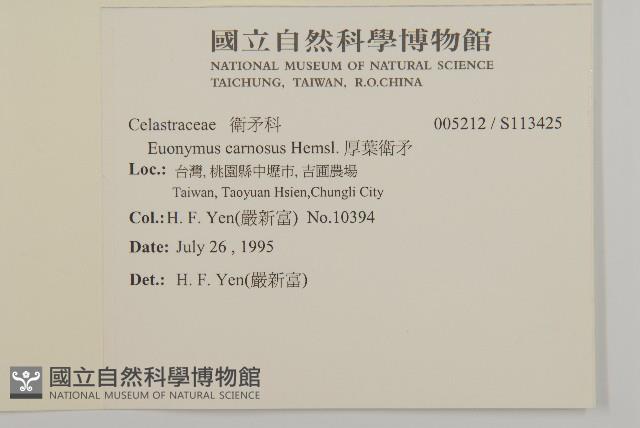 國立自然科學博物館
NATIONAL MUSEUM OF NATURAL SCIENCE
TAICHUNG, TAIWAN, R.O.CHINA
Celastraceae 衛矛科 005212 / S113425
Euonymus carnosus Hemsl. 厚葉衛矛
Loc.: 台灣, 桃園縣中壢市, 吉圃農場
Taiwan, Taoyuan Hsien,Chungli City
Col.:H. F. Yen(嚴新富) No.10394
Date: July 26 , 1995
Det.: H. F. Yen(嚴新富)
國立自然科學博物館
NATIONAL MUSEUM OF NATURAL SCIENCE